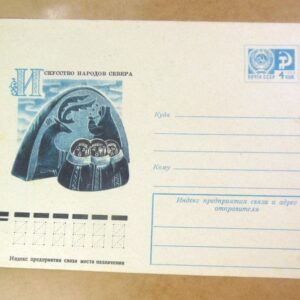 ИСКУССТВО НАРОДОВ СЕВЕРА
ПОЧТА СССР
4
КОП
Куда
Кому
Индекс предприятия связи и адрес
отправителя
Индекс предприятия связи места назначения